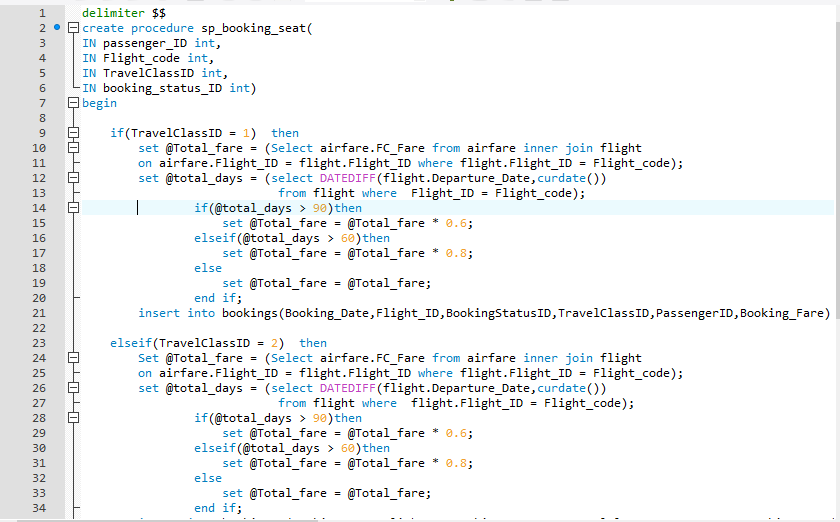 1 delimiter $$
2 create procedure sp_booking_seat(
3 IN passenger_ID int,
4 IN Flight_code int,
5 IN TravelClassID int,
6 IN booking_status_ID int)
7 begin
8
9 if(TravelClassID = 1)  then
10 set @Total_fare = (Select airfare.FC_Fare from airfare inner join flight
11 on airfare.Flight_ID = flight.Flight_ID where flight.Flight_ID = Flight_code);
12 set @total_days = (select DATEDIFF(flight.Departure_Date,curdate())
13 from flight where  Flight_ID = Flight_code);
14 if(@total_days > 90)then
15 set @Total_fare = @Total_fare * 0.6;
16 elseif(@total_days > 60)then
17 set @Total_fare = @Total_fare * 0.8;
18 else
19 set @Total_fare = @Total_fare;
20 end if;
21 insert into bookings(Booking_Date,Flight_ID,BookingStatusID,TravelClassID,PassengerID,Booking_Fare)
22
23 elseif(TravelClassID = 2)  then
24 Set @Total_fare = (Select airfare.FC_Fare from airfare inner join flight
25 on airfare.Flight_ID = flight.Flight_ID where flight.Flight_ID = Flight_code);
26 set @total_days = (select DATEDIFF(flight.Departure_Date,curdate())
27 from flight where  flight.Flight_ID = Flight_code);
28 if(@total_days > 90)then
29 set @Total_fare = @Total_fare * 0.6;
30 elseif(@total_days > 60)then
31 set @Total_fare = @Total_fare * 0.8;
32 else
33 set @Total_fare = @Total_fare;
34 end if;